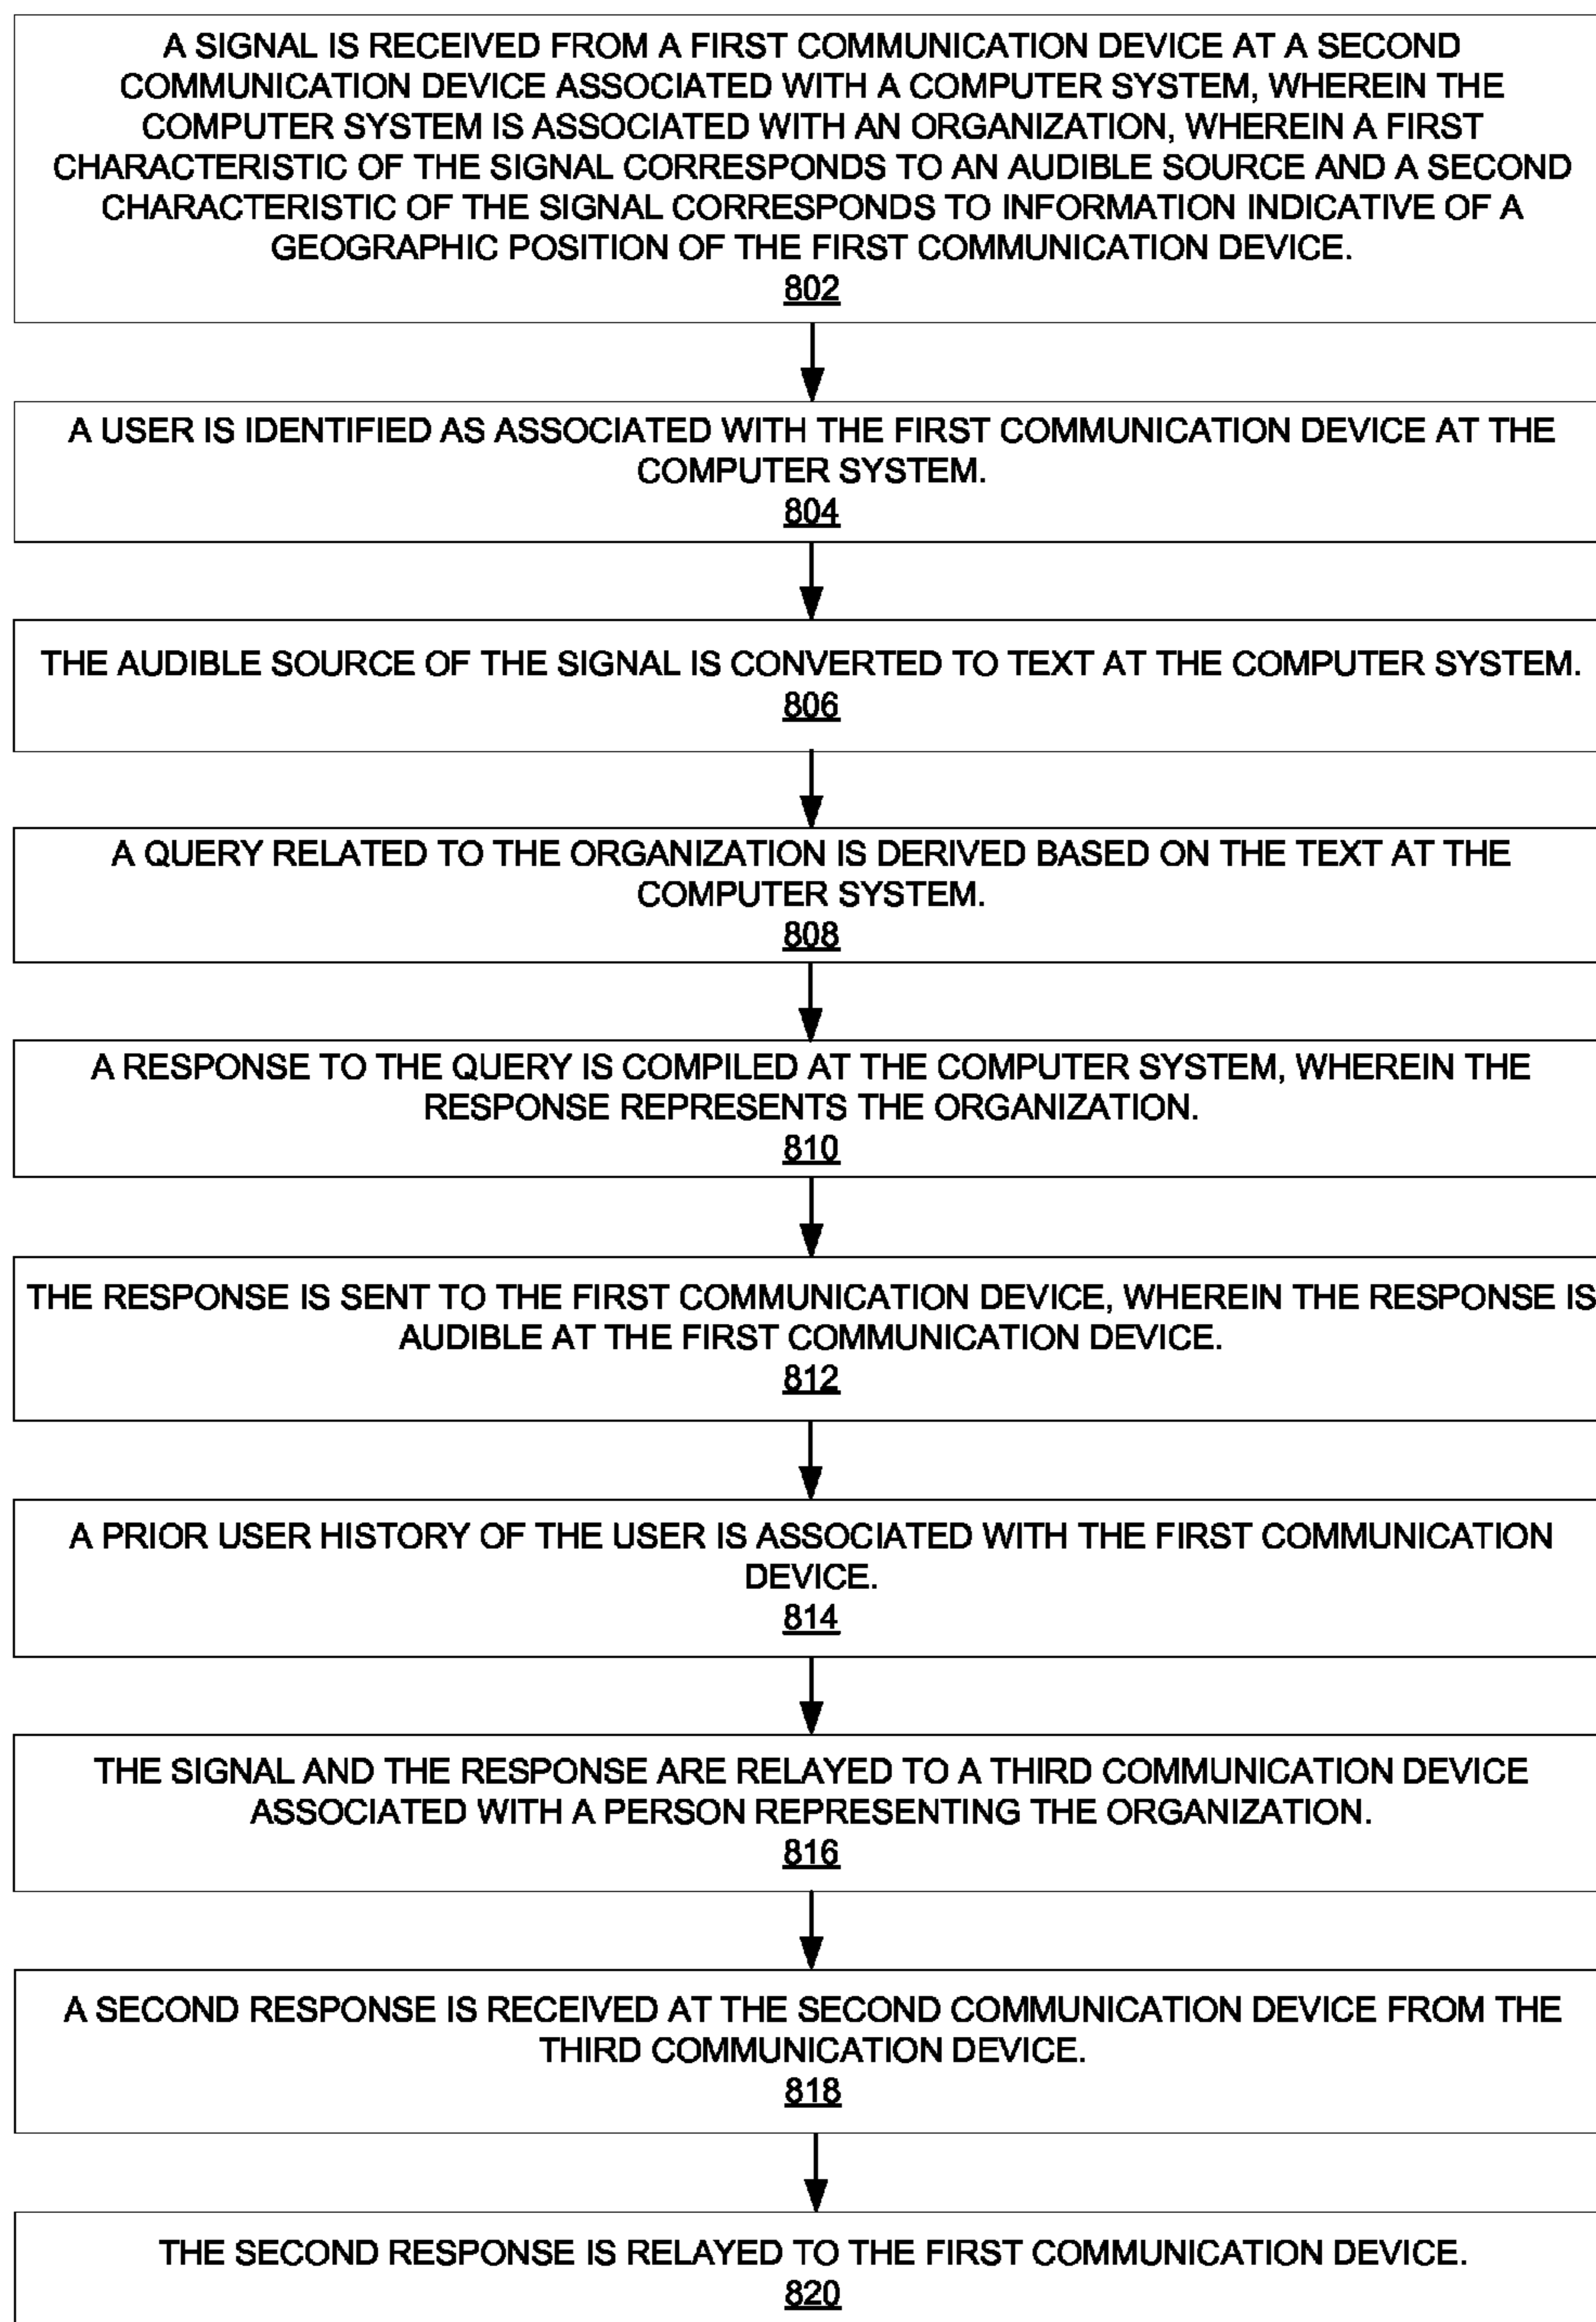 A SIGNAL IS RECEIVED FROM A FIRST COMMUNICATION DEVICE AT A SECOND
COMMUNICATION DEVICE ASSOCIATED WITH A COMPUTER SYSTEM, WHEREIN THE
COMPUTER SYSTEM IS ASSOCIATED WITH AN ORGANIZATION, WHEREIN A FIRST
CHARACTERISTIC OF THE SIGNAL CORRESPONDS TO AN AUDIBLE SOURCE AND A SECOND
CHARACTERISTIC OF THE SIGNAL CORRESPONDS TO INFORMATION INDICATIVE OF A
GEOGRAPHIC POSITION OF THE FIRST COMMUNICATION DEVICE.
802
A USER IS IDENTIFIED AS ASSOCIATED WITH THE FIRST COMMUNICATION DEVICE AT THE
COMPUTER SYSTEM.
804
THE AUDIBLE SOURCE OF THE SIGNAL IS CONVERTED TO TEXT AT THE COMPUTER SYSTEM.
806
A QUERY RELATED TO THE ORGANIZATION IS DERIVED BASED ON THE TEXT AT THE
COMPUTER SYSTEM.
808
A RESPONSE TO THE QUERY IS COMPILED AT THE COMPUTER SYSTEM, WHEREIN THE
RESPONSE REPRESENTS THE ORGANIZATION.
810
THE RESPONSE IS SENT TO THE FIRST COMMUNICATION DEVICE, WHEREIN THE RESPONSE IS
AUDIBLE AT THE FIRST COMMUNICATION DEVICE.
812
A PRIOR USER HISTORY OF THE USER IS ASSOCIATED WITH THE FIRST COMMUNICATION
DEVICE.
814
THE SIGNAL AND THE RESPONSE ARE RELAYED TO A THIRD COMMUNICATION DEVICE
ASSOCIATED WITH A PERSON REPRESENTING THE ORGANIZATION.
816
A SECOND RESPONSE IS RECEIVED AT THE SECOND COMMUNICATION DEVICE FROM THE
THIRD COMMUNICATION DEVICE.
818
THE SECOND RESPONSE IS RELAYED TO THE FIRST COMMUNICATION DEVICE.
820